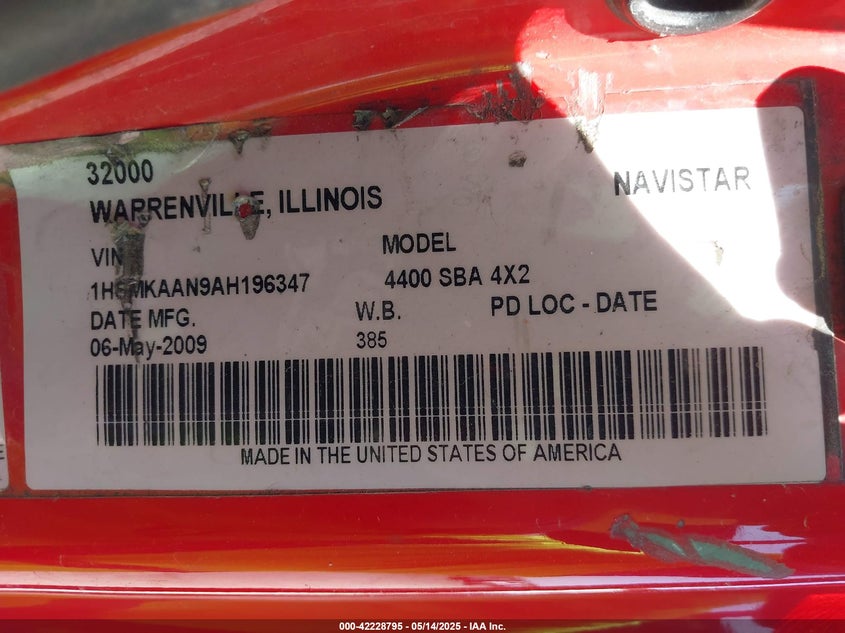 32000
WARRENVILLE, ILLINOIS
NAVISTAR
VIN
MODEL
4400 SBA 4X2
DATE MFG.
W.B.
PD LOC - DATE
06-May-2009
385
MADE IN THE UNITED STATES OF AMERICA
000-42228795 - 05/14/2025 - IAA Inc.